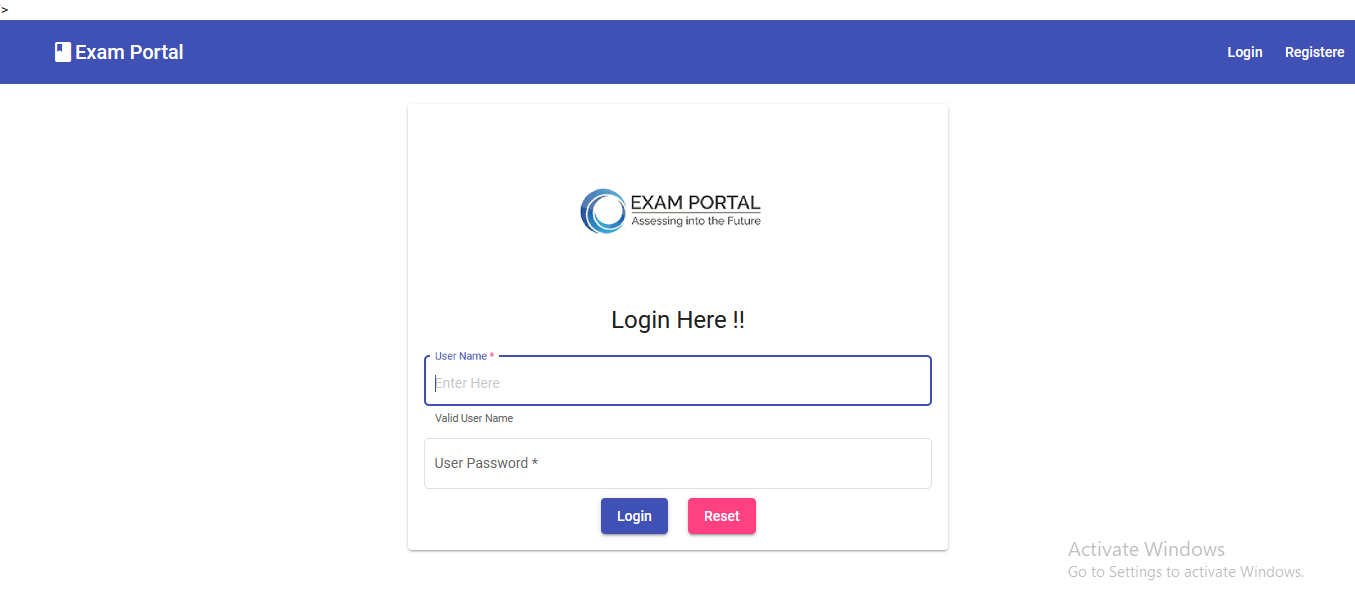 >
Exam Portal
Login Registere
EXAM PORTAL
Assessing into the Future
Login Here !!
User Name *
Enter Here
Valid User Name
User Password *
Login Reset
Activate Windows
Go to Settings to activate Windows.